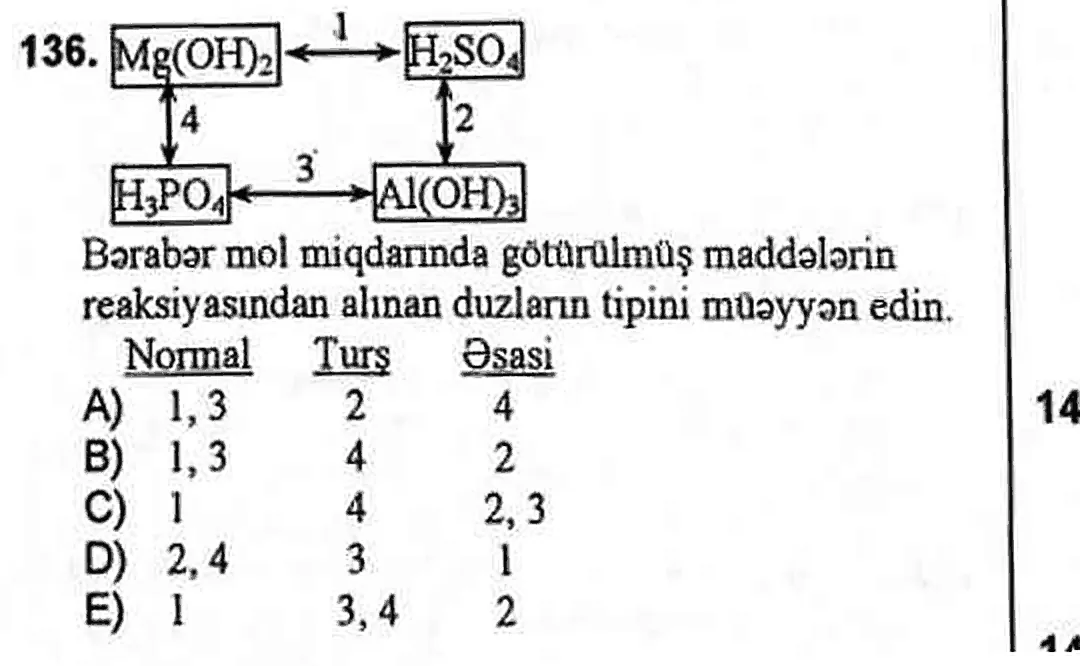 136. Mg(OH)₂ 1 H₂SO₄
4 2
H₃PO₄ 3 Al(OH)₃
Bərabər mol miqdarında götürülmüş maddələrin
reaksiyasından alınan duzların tipini müəyyən edin.
Normal Turş Əsasi
A) 1, 3 2 4
B) 1, 3 4 2
C) 1 4 2, 3
D) 2, 4 3 1
E) 1 3, 4 2
14